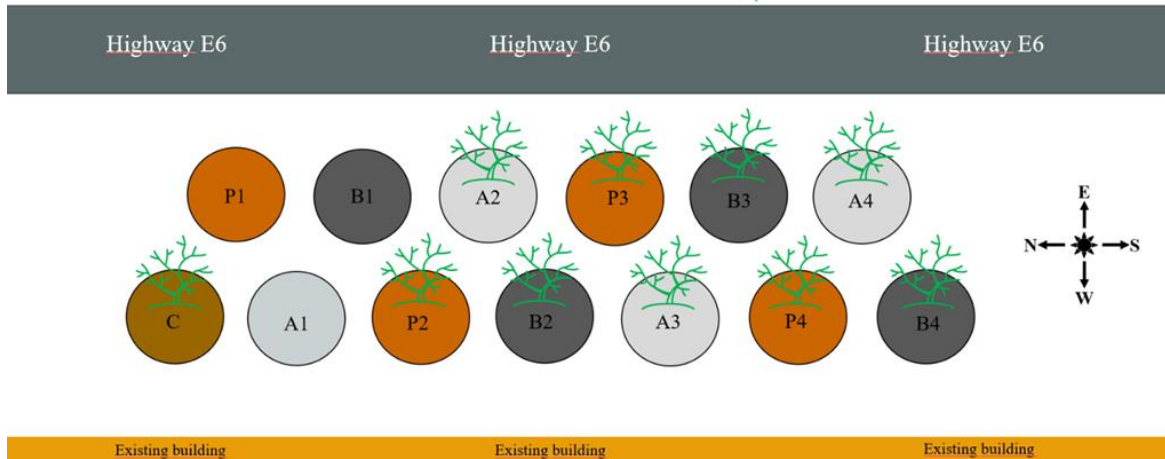 Highway E6 Highway E6 Highway E6
P1 B1 A2 P3 B3 A4
E
N S
W
C A1 P2 B2 A3 P4 B4
Existing building Existing building Existing building